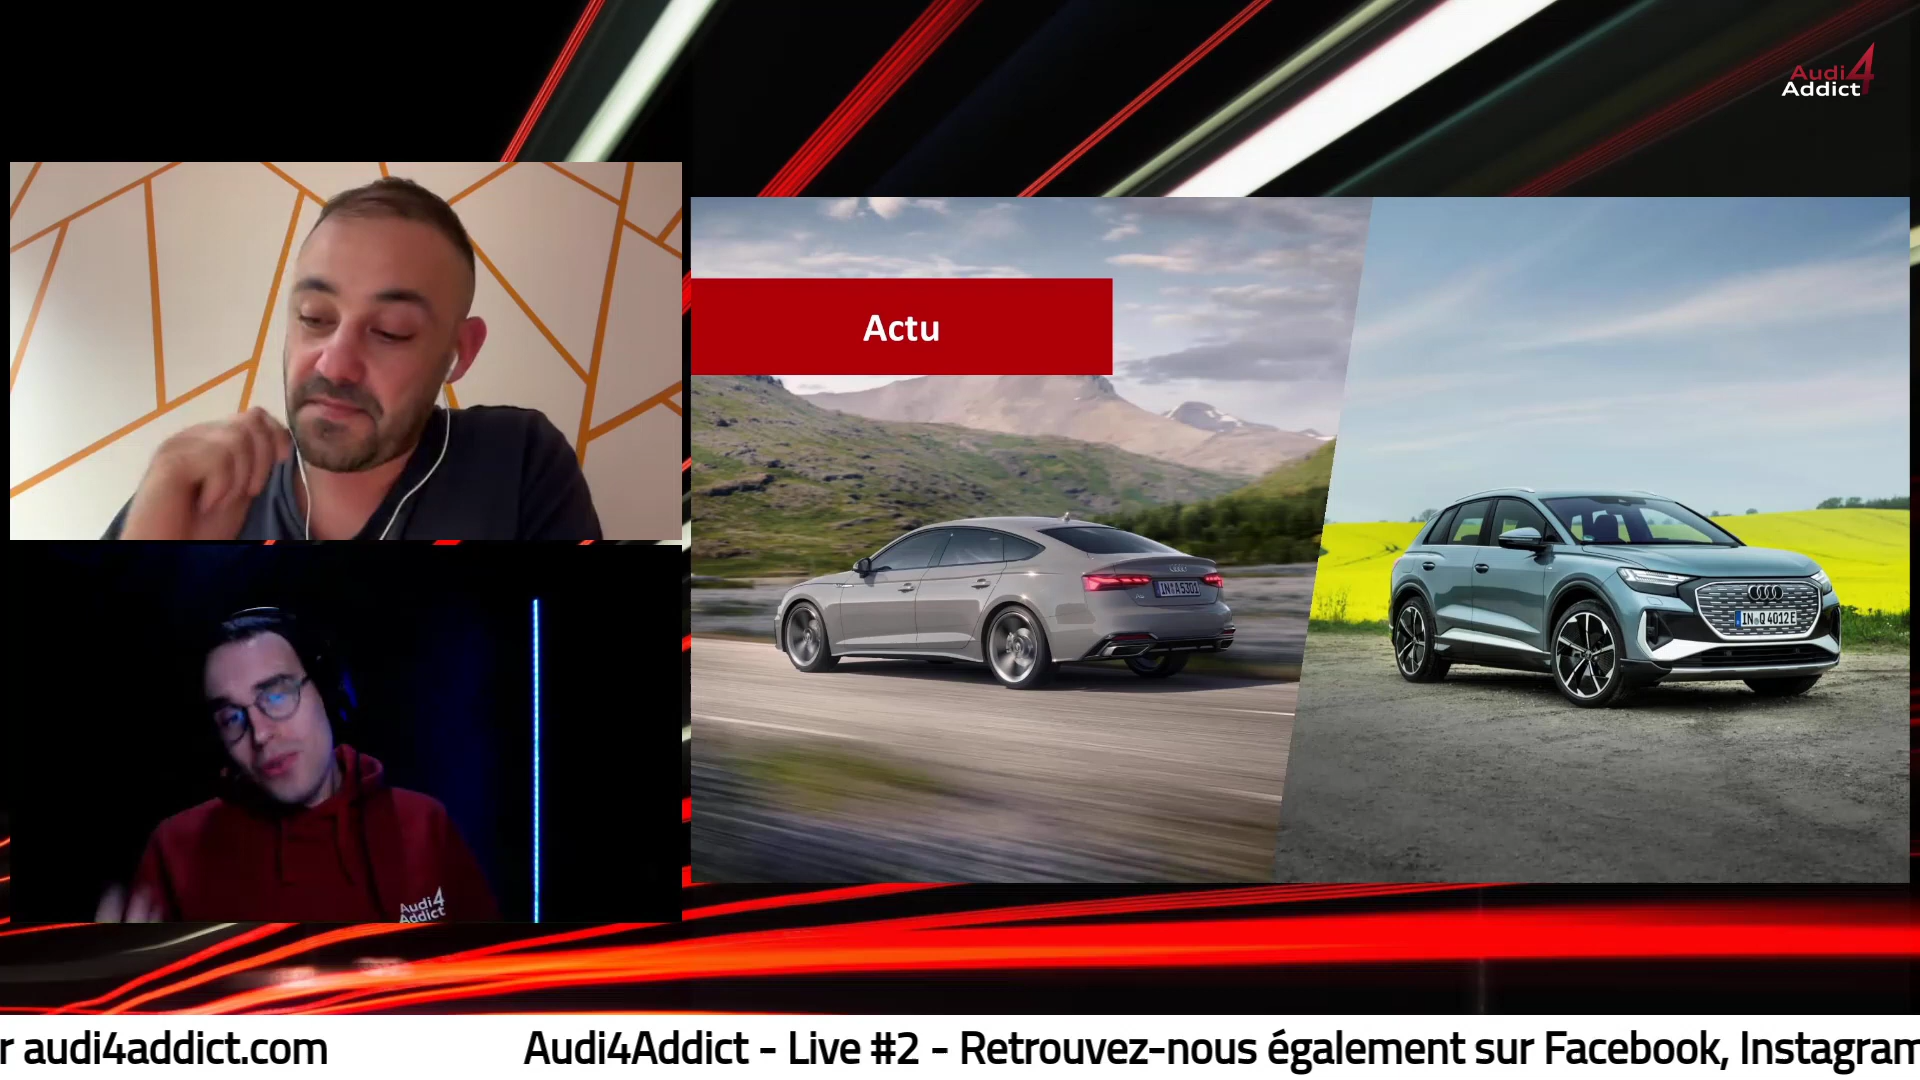 Audi4
Addict
Actu
IN A5301
IN Q 4012E
Audi4
Addict
r audi4addict.com
Audi4Addict - Live #2 - Retrouvez-nous également sur Facebook, Instagram